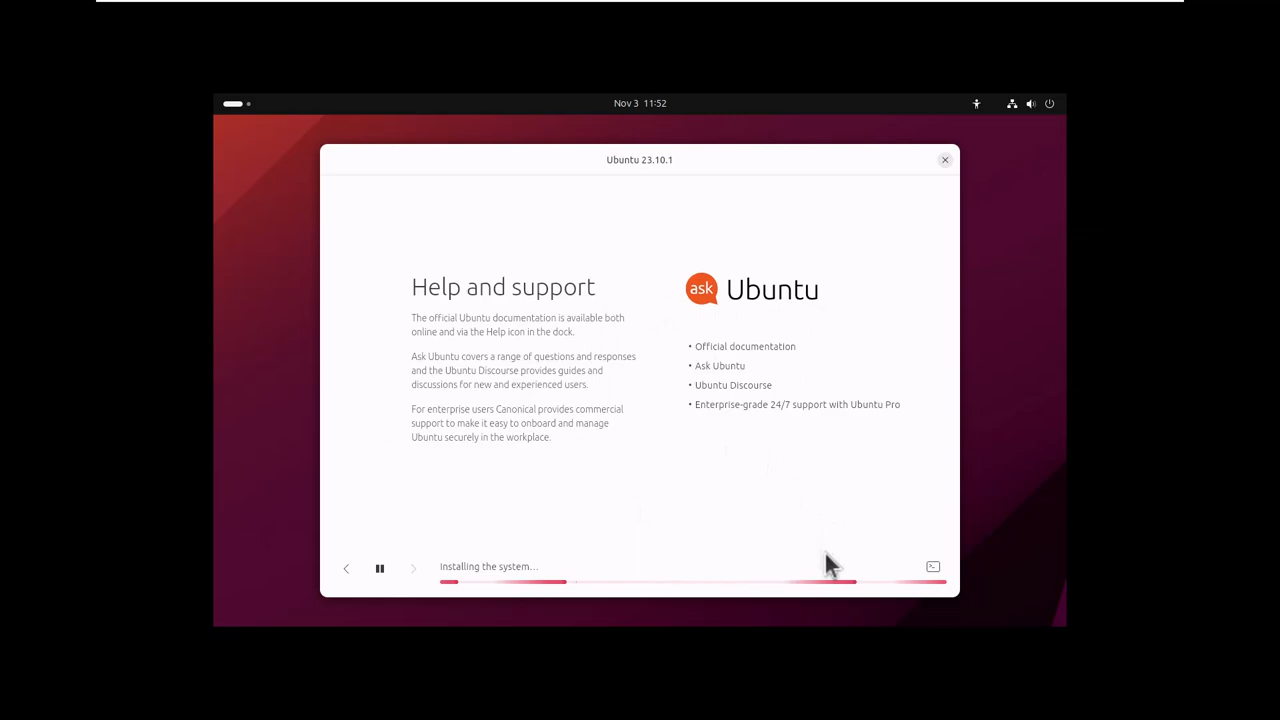 Nov 3 11:52
Ubuntu 23.10.1
Help and support
The official Ubuntu documentation is available both
online and via the Help icon in the dock.
Ask Ubuntu covers a range of questions and responses
and the Ubuntu Discourse provides guides and
discussions for new and experienced users.
For enterprise users Canonical provides commercial
support to make it easy to onboard and manage
Ubuntu securely in the workplace.
ask Ubuntu
• Official documentation
• Ask Ubuntu
• Ubuntu Discourse
• Enterprise-grade 24/7 support with Ubuntu Pro
Installing the system...